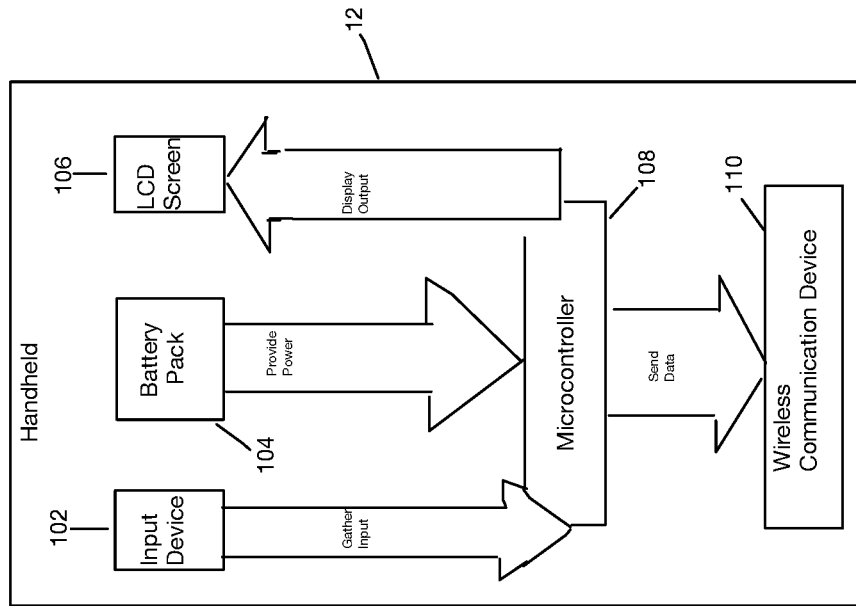 Handheld
12
102
Input
Device
104
Battery
Pack
106
LCD
Screen
Gather
Input
Provide
Power
Display
Output
Microcontroller
108
Send
Data
110
Wireless
Communication Device